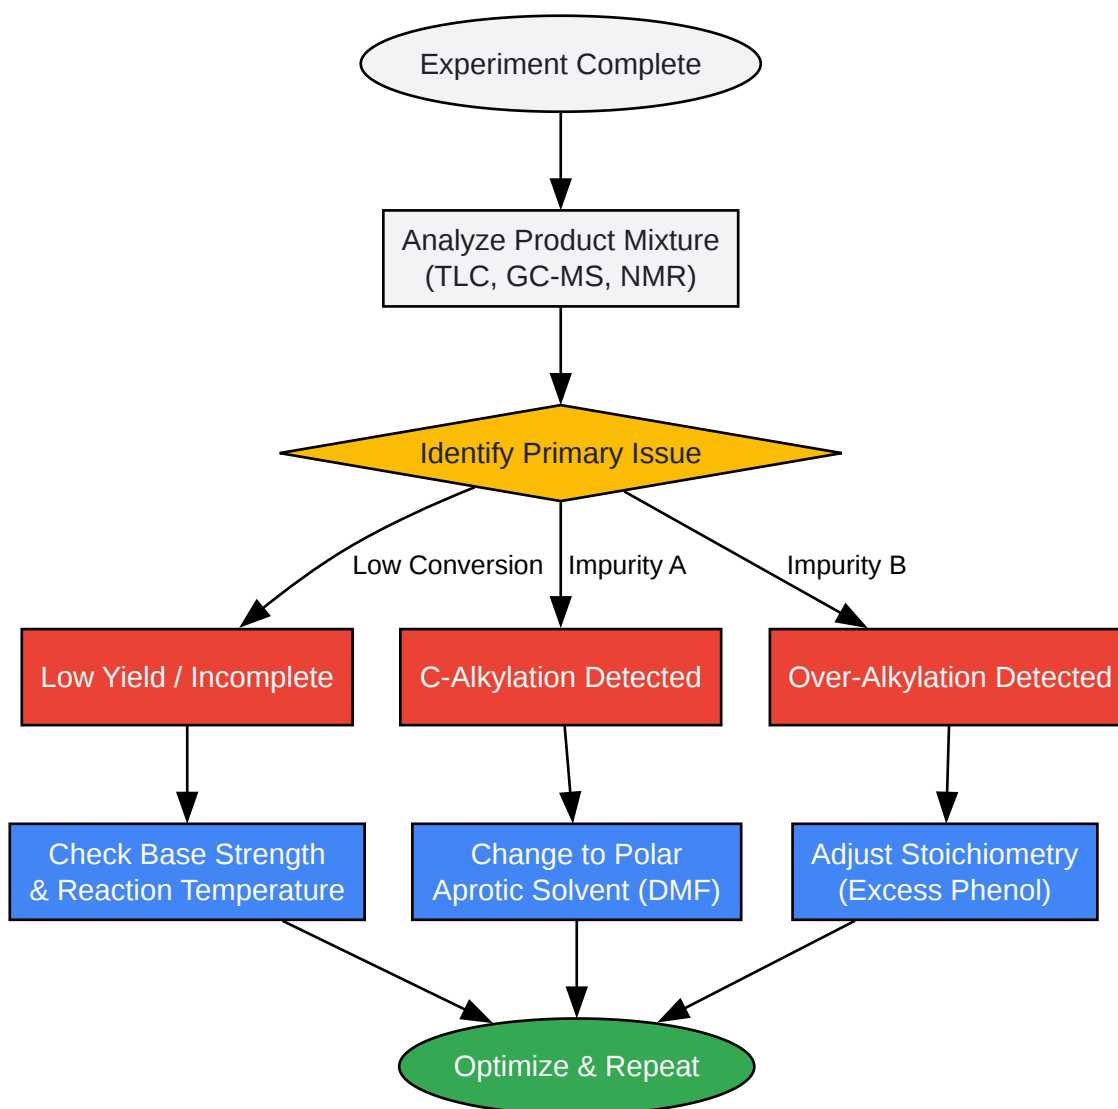 Experiment Complete
Analyze Product Mixture
(TLC, GC-MS, NMR)
Identify Primary Issue
Low Conversion
Impurity A
Impurity B
Low Yield / Incomplete
C-Alkylation Detected
Over-Alkylation Detected
Check Base Strength
& Reaction Temperature
Change to Polar
Aprotic Solvent (DMF)
Adjust Stoichiometry
(Excess Phenol)
Optimize & Repeat